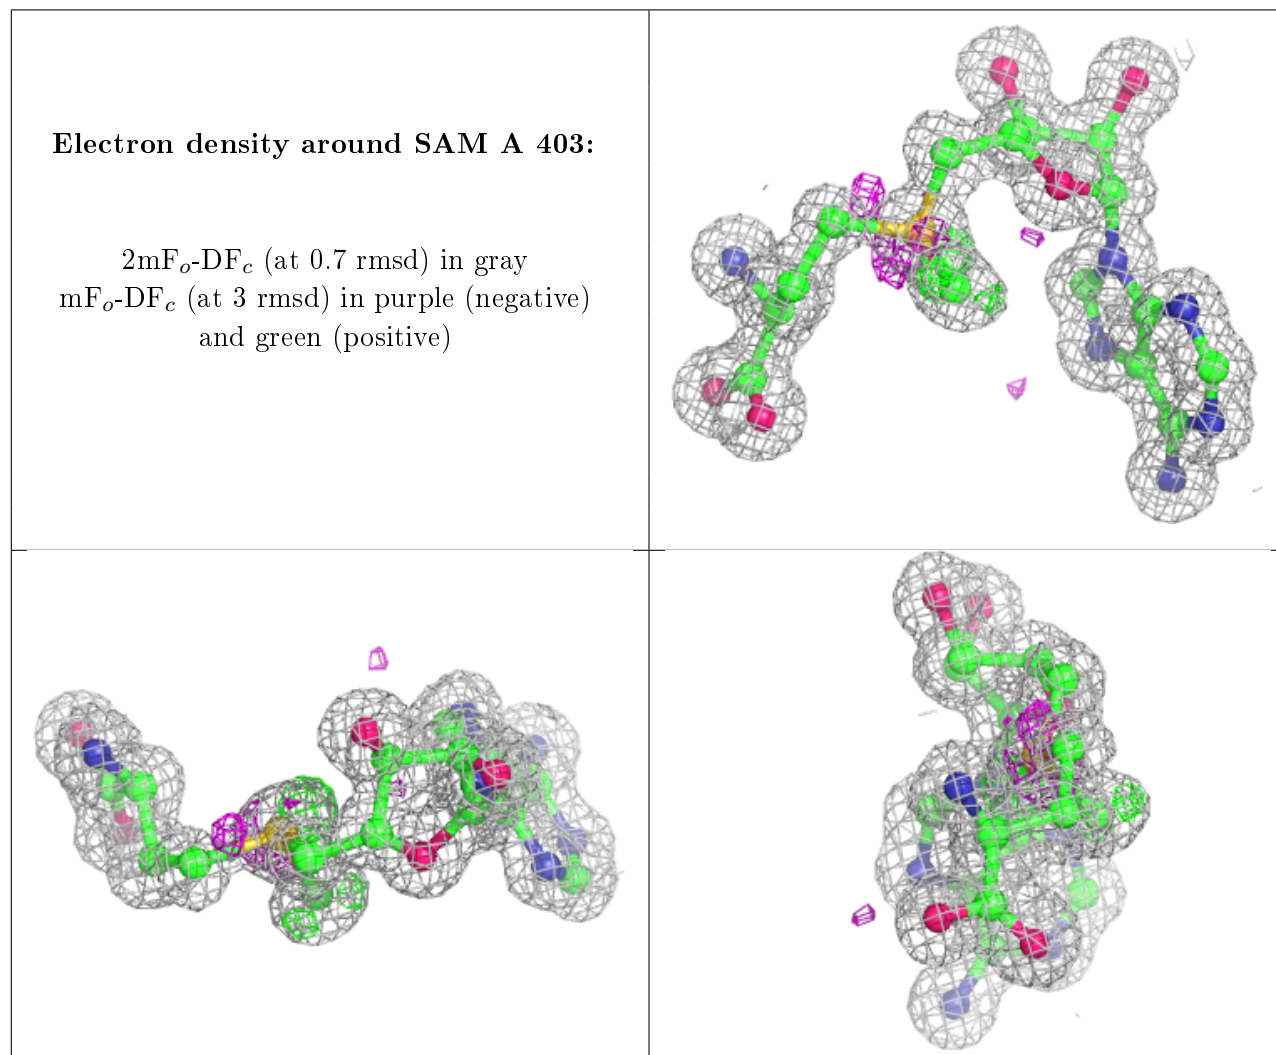 Electron density around SAM A 403:
2mFₒ-DF𝑐 (at 0.7 rmsd) in gray
mFₒ-DF𝑐 (at 3 rmsd) in purple (negative)
and green (positive)